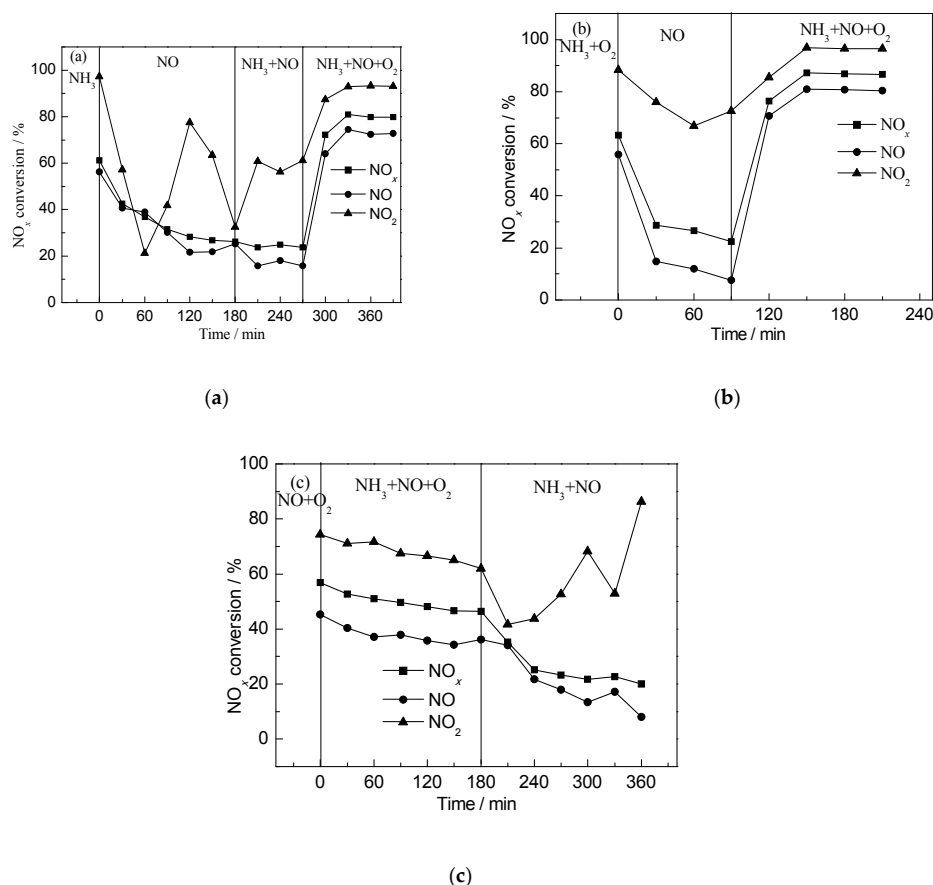 (a)
NH₃
NO
NH₃+NO
NH₃+NO+O₂
100
80
60
40
20
0
NOₓ conversion / %
NOₓ
NO
NO₂
0 60 120 180 240 300 360
Time / min
(a)
(b)
NH₃+O₂
NO
NH₃+NO+O₂
100
80
60
40
20
0
NOₓ conversion / %
NOₓ
NO
NO₂
0 60 120 180 240
Time / min
(b)
(c)
NO+O₂
NH₃+NO+O₂
NH₃+NO
100
80
60
40
20
0
NOₓ conversion / %
NOₓ
NO
NO₂
0 60 120 180 240 300 360
Time / min
(c)